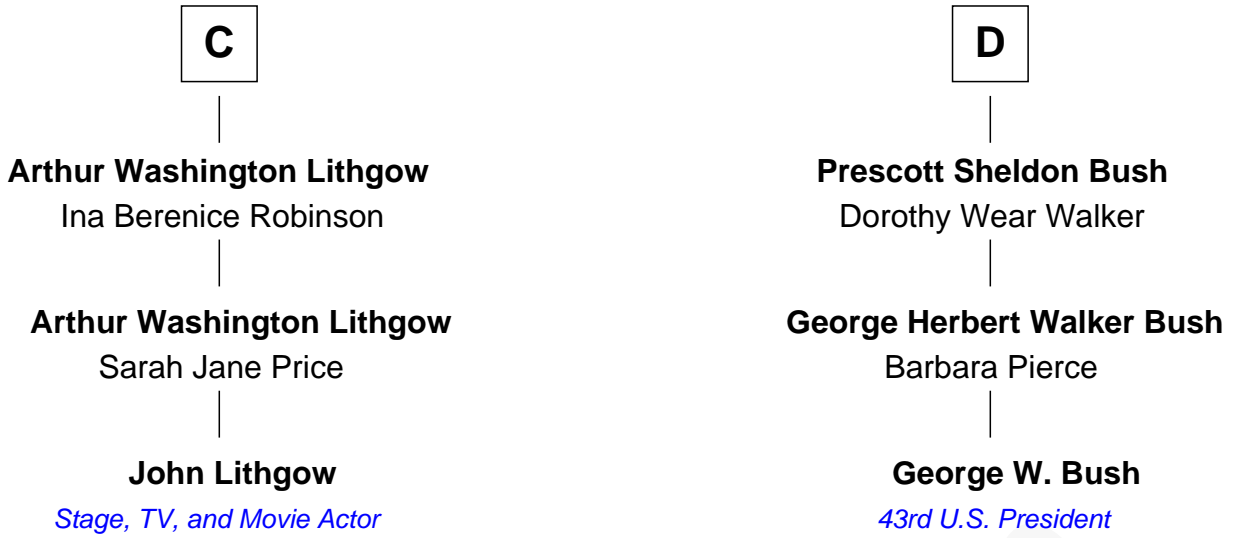 C
Arthur Washington Lithgow
Ina Berenice Robinson
Arthur Washington Lithgow
Sarah Jane Price
John Lithgow
Stage, TV, and Movie Actor
D
Prescott Sheldon Bush
Dorothy Wear Walker
George Herbert Walker Bush
Barbara Pierce
George W. Bush
43rd U.S. President